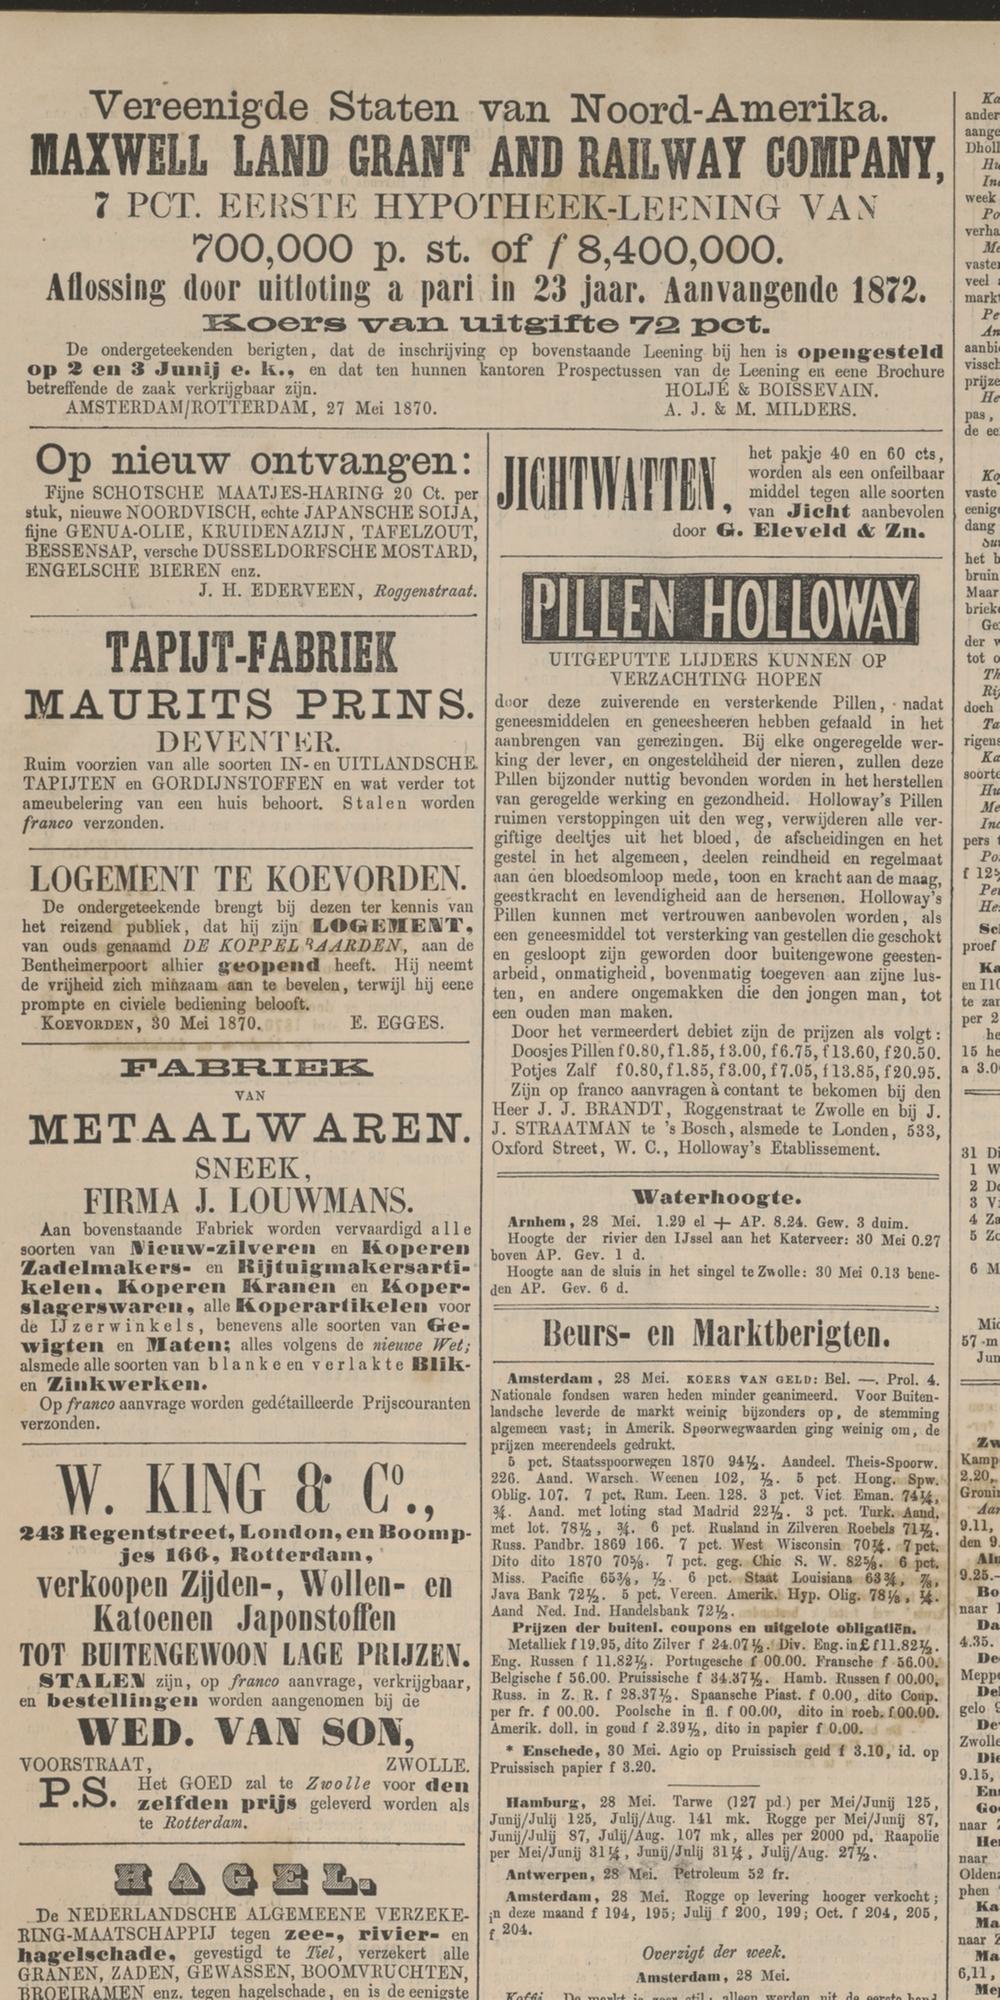 Vereenigde Staten van Noord-Amerika.
MAXWELL LAND GRANT AND RAILWAY COMPANY,
7 PCT. EERSTE HYPOTHEEK-LEENING VAN
700,000 p. st. of f 8,400,000.
Aflossing door uitloting a pari in 23 jaar. Aanvangende 1872.
Koers van uitgifte 72 pct.
De ondergeteekenden berigten, dat de inschrijving op bovenstaande Leening bij hen is opengesteld
op 2 en 3 Junij e. k., en dat ten hunnen kantoren Prospectussen van de Leening en eene Brochure
betreffende de zaak verkrijgbaar zijn.
HOLJÉ & BOISSEVAIN.
AMSTERDAM/ROTTERDAM, 27 Mei 1870.
A. J. & M. MILDERS.
Op nieuw ontvangen:
Fijne SCHOTSCHE MAATJES-HARING 20 Ct. per
stuk, nieuwe NOORDVISCH, echte JAPANSCHE SOIJA,
fijne GENUA-OLIE, KRUIDENAZIJN, TAFELZOUT,
BESSENSAP, versche DUSSELDORFSCHE MOSTARD,
ENGELSCHE BIEREN enz.
J. H. EDERVEEN, Roggenstraat.
TAPIJT-FABRIEK
MAURITS PRINS.
DEVENTER.
Ruim voorzien van alle soorten IN- en UITLANDSCHE
TAPIJTEN en GORDIJNSTOFFEN en wat verder tot
ameubelering van een huis behoort. Stalen worden
franco verzonden.
LOGEMENT TE KOEVORDEN.
De ondergeteekende brengt bij dezen ter kennis van
het reizend publiek, dat hij zijn LOGEMENT,
van ouds genaamd DE KOPPEL PAARDEN, aan de
Bentheimerpoort alhier geopend heeft. Hij neemt
de vrijheid zich minzaam aan te bevelen, terwijl hij eene
prompte en civiele bediening belooft.
KOEVORDEN, 30 Mei 1870. E. EGGES.
FABRIEK
VAN
METAALWAREN.
SNEEK,
FIRMA J. LOUWMANS.
Aan bovenstaande Fabriek worden vervaardigd alle
soorten van Nieuw-zilveren en Koperen
Zadelmakers- en Rijtuigmakersarti-
kelen, Koperen Kranen en Koper-
slagerswaren, alle Koperartikelen voor
de IJzerwinkels, benevens alle soorten van Ge-
wigten en Maten; alles volgens de nieuwe Wet;
alsmede alle soorten van blanke en verlakte Blik-
en Zinkwerken.
Op franco aanvrage worden gedétailleerde Prijscouranten
verzonden.
W. KING & Co.,
243 Regentstreet, London, en Boomp-
jes 166, Rotterdam,
verkoopen Zijden-, Wollen- en
Katoenen Japonstoffen
TOT BUITENGEWOON LAGE PRIJZEN.
STALEN zijn, op franco aanvrage, verkrijgbaar,
en bestellingen worden aangenomen bij de
WED. VAN SON,
VOORSTRAAT, ZWOLLE.
P.S. Het GOED zal te Zwolle voor den
zelfden prijs geleverd worden als
te Rotterdam.
HAGEL.
De NEDERLANDSCHE ALGEMEENE VERZEKE-
RING-MAATSCHAPPIJ tegen zee-, rivier- en
hagelschade, gevestigd te Tiel, verzekert alle
GRANEN, ZADEN, GEWASSEN, BOOMVRUCHTEN,
BROEIRAMEN enz. tegen hagelschade, en is de eenigste
JICHTWATTEN,
het pakje 40 en 60 cts,
worden als een onfeilbaar
middel tegen alle soorten
van Jicht aanbevolen
door G. Eleveld & Zn.
PILLEN HOLLOWAY
UITGEPUTTE LIJDERS KUNNEN OP
VERZACHTING HOPEN
door deze zuiverende en versterkende Pillen, nadat
geneesmiddelen en geneesheeren hebben gefaald in het
aanbrengen van genezingen. Bij elke ongeregelde wer-
king der lever, en ongesteldheid der nieren, zullen deze
Pillen bijzonder nuttig bevonden worden in het herstellen
van geregelde werking en gezondheid. Holloway's Pillen
ruimen verstoppingen uit den weg, verwijderen alle ver-
giftige deeltjes uit het bloed, de afscheidingen en het
gestel in het algemeen, deelen reindheid en regelmaat
aan den bloedsomloop mede, toon en kracht aan de maag,
geestkracht en levendigheid aan de hersenen. Holloway's
Pillen kunnen met vertrouwen aanbevolen worden, als
een geneesmiddel tot versterking van gestellen die geschokt
en gesloopt zijn geworden door buitengewone geesten-
arbeid, onmatigheid, bovenmatig toegeven aan zijne lus-
ten, en andere ongemakken die den jongen man, tot
een ouden man maken.
Door het vermeerdert debiet zijn de prijzen als volgt:
Doosjes Pillen f 0.80, f 1.85, f 3.00, f 6.75, f 13.60, f 20.50.
Potjes Zalf f 0.80, f 1.85, f 3.00, f 7.05, f 13.85, f 20.95.
Zijn op franco aanvragen à contant te bekomen bij den
Heer J. J. BRANDT, Roggenstraat te Zwolle en bij J.
J. STRAATMAN te 's Bosch, alsmede te Londen, 533,
Oxford Street, W. C., Holloway's Etablissement.
Waterhoogte.
Arnhem, 28 Mei. 1.29 el + AP. 8.24. Gew. 3 duim.
Hoogte der rivier den IJssel aan het Katerveer: 30 Mei 0.27
boven AP. Gev. 1 d.
Hoogte aan de sluis in het singel te Zwolle: 30 Mei 0.13 bene-
den AP. Gev. 6 d.
Beurs- en Marktberigten.
Amsterdam, 28 Mei. KOERS VAN GELD: Bel. —. Prol. 4.
Nationale fondsen waren heden minder geanimeerd. Voor Buiten-
landsche leverde de markt weinig bijzonders op, de stemming
algemeen vast; in Amerik. Spoorwegwaarden ging weinig om, de
prijzen meerendeels gedrukt.
5 pct. Staatsspoorwegen 1870 94½. Aandeel. Theis-Spoorw.
226. Aand. Warsch. Weenen 102, ½. 5 pct. Hong. Spw.
Oblig. 107. 7 pct. Rum. Leen. 128. 3 pct. Vict. Eman. 74¼,
¾. Aand. met loting stad Madrid 22½. 3 pct. Turk. Aand.
met lot. 78½, ¾. 6 pct. Rusland in Zilveren Roebels 71½.
Russ. Pandbr. 1869 166. 7 pct. West Wisconsin 70¼. 7 pct.
Dito dito 1870 70⅝. 7 pct. geg. Chic S. W. 82⅝. 6 pct.
Miss. Pacific 65⅜, ½. 6 pct. Staat Louisiana 63¾, ⅞.
Java Bank 72½. 5 pct. Vereen. Amerik. Hyp. Olig. 78⅛, ¼.
Aand Ned. Ind. Handelsbank 72½.
Prijzen der buitenl. coupons en uitgelote obligatiën.
Metalliek f 19.95, dito Zilver f 24.07½. Div. Eng. in £ f 11.82½.
Eng. Russen f 11.82½. Portugesche f 00.00. Fransche f 56.00.
Belgische f 56.00. Pruissische f 34.37½. Hamb. Russen f 00.00,
Russ. in Z. R. f 28.37½. Spaansche Piast. f 0.00, dito Coup.
per fr. f 00.00. Poolsche in fl. f 00.00, dito in roeb. f 00.00.
Amerik. doll. in goud f 2.39½, dito in papier f 0.00.
* Enschede, 30 Mei. Agio op Pruissisch geld f 3.10, id. op
Pruissisch papier f 3.20.
Hamburg, 28 Mei. Tarwe (127 pd.) per Mei/Junij 125,
Junij/Julij 125, Julij/Aug. 141 mk. Rogge per Mei/Junij 87,
Junij/Julij 87, Julij/Aug. 107 mk, alles per 2000 pd. Raapolie
per Mei/Junij 31¼, Junij/Julij 31¼, Julij/Aug. 27½.
Antwerpen, 28 Mei. Petroleum 52 fr.
Amsterdam, 28 Mei. Rogge op levering hooger verkocht;
in deze maand f 194, 195; Julij f 200, 199; Oct. f 204, 205,
f 204.
Overzigt der week.
Amsterdam, 28 Mei.
Koffij. De markt is zeer stil; alleen werden uit de eerste hand